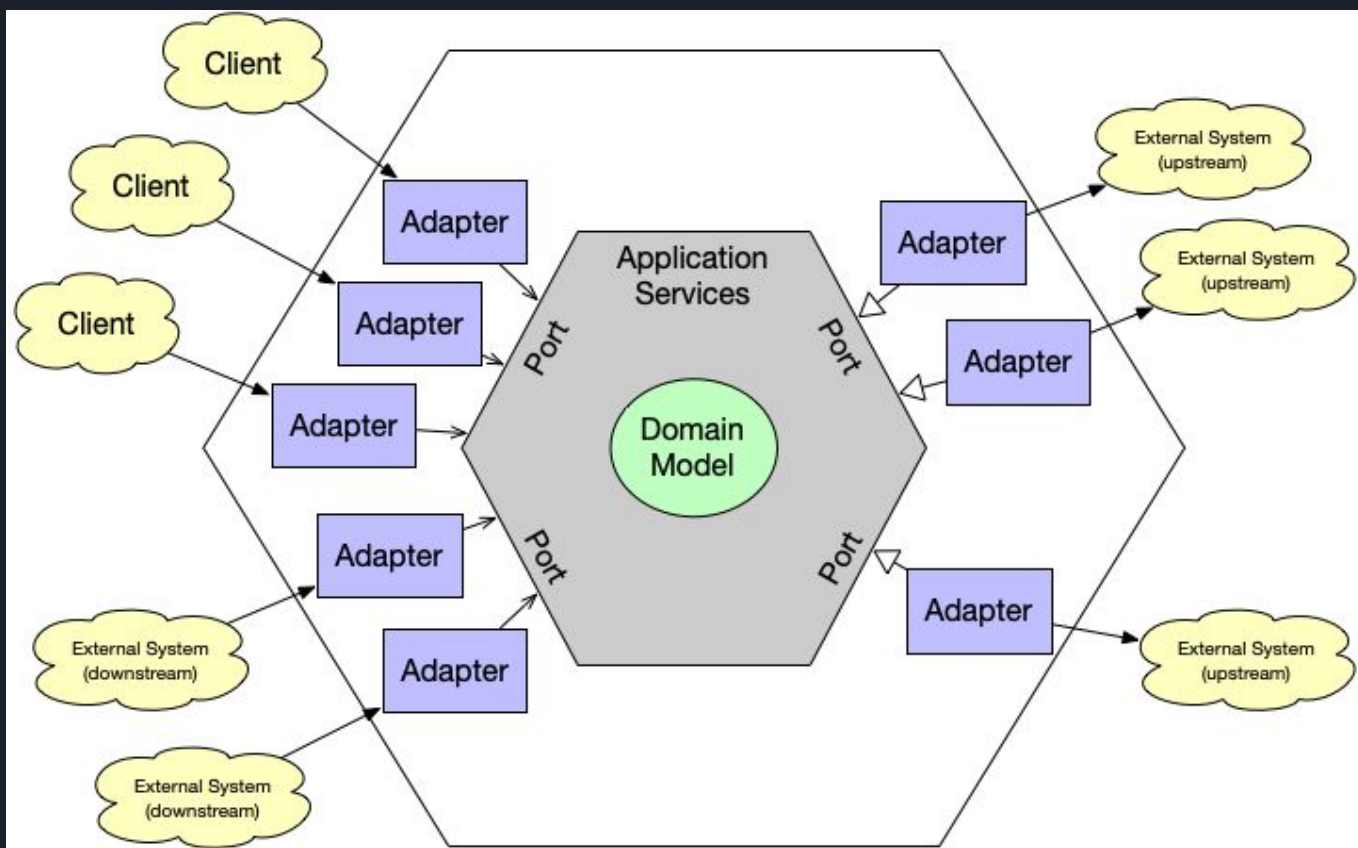 Client
Client
Client
Adapter
Adapter
Adapter
Adapter
Adapter
External System
(downstream)
External System
(downstream)
Port
Port
Application
Services
Domain
Model
Port
Port
Adapter
Adapter
Adapter
External System
(upstream)
External System
(upstream)
External System
(upstream)